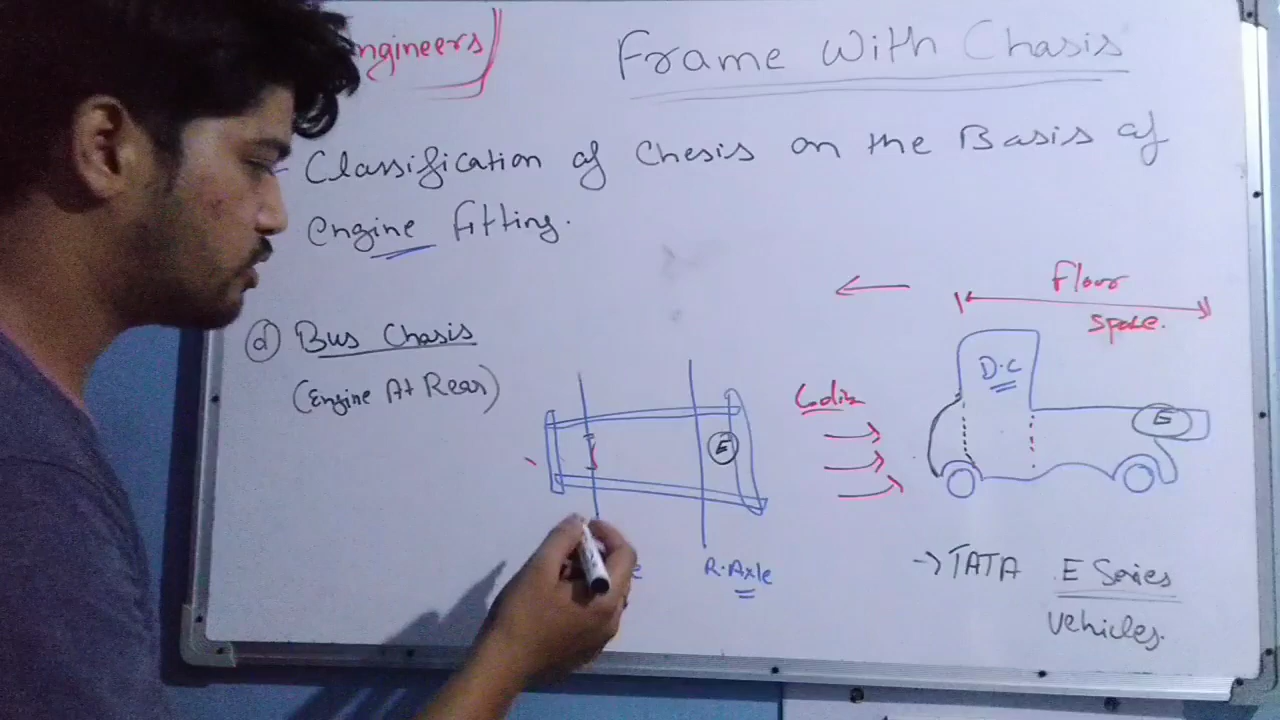 ngineers
Frame With Chasis
Classification of Chesis on the Basis of
engine fitting.
d Bus Chasis
(Engine At Rear)
Floor
Space.
D.C
E
E
R.Axle
→ TATA E Series
Vehicles.